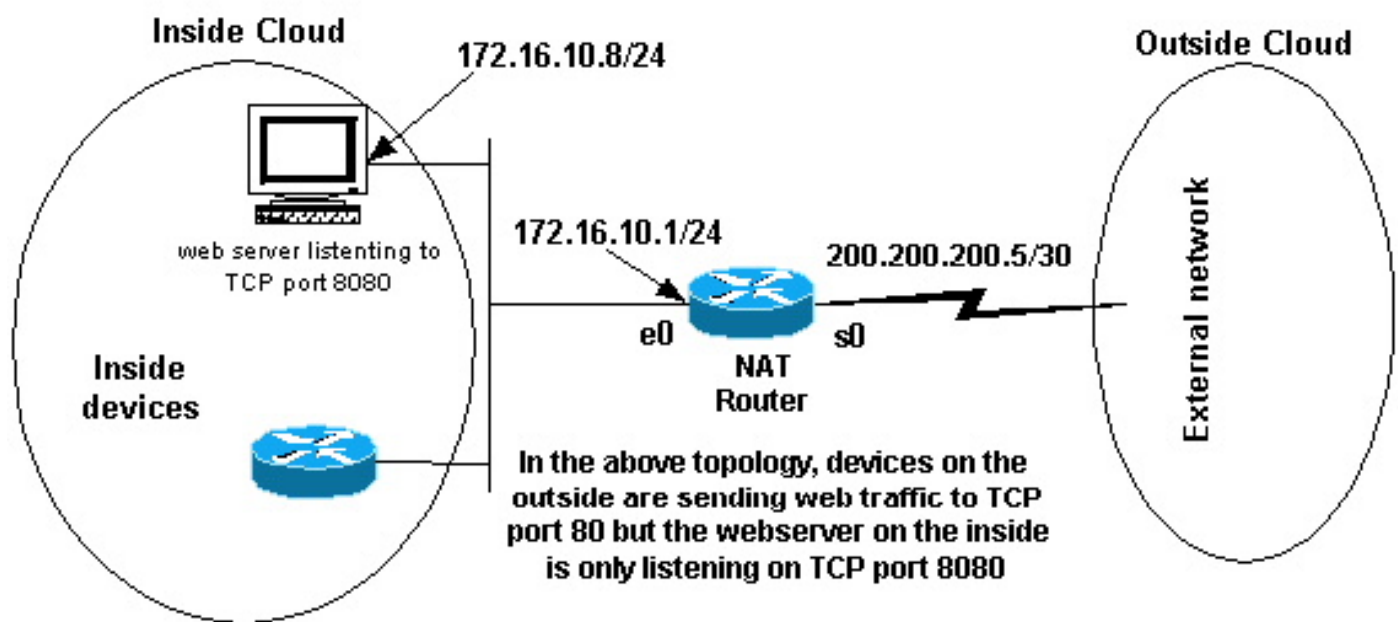 Inside Cloud
172.16.10.8/24
Outside Cloud
web server listenting to
TCP port 8080
172.16.10.1/24
200.200.200.5/30
External network
e0
s0
NAT
Router
Inside
devices
In the above topology, devices on the
outside are sending web traffic to TCP
port 80 but the webserver on the inside
is only listening on TCP port 8080